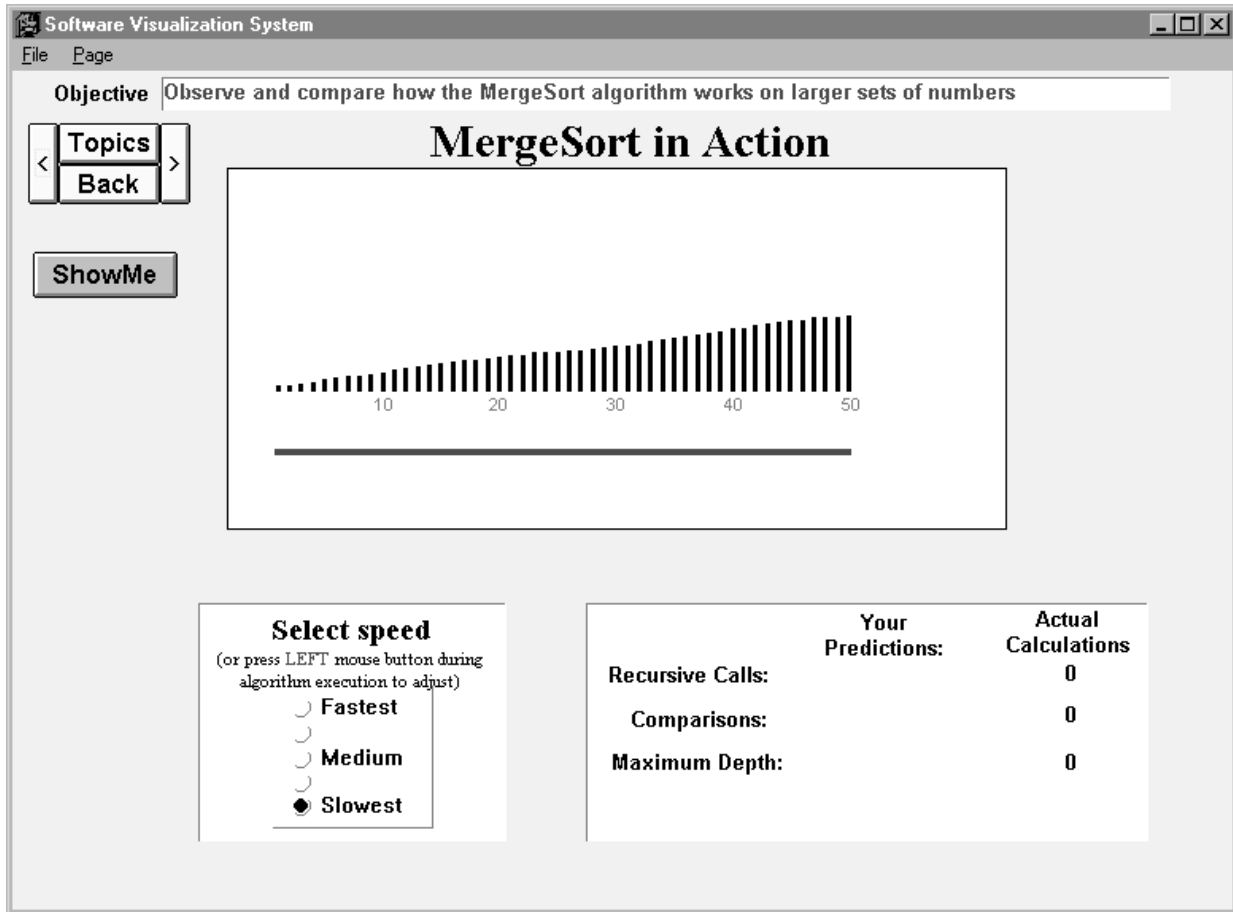 Software Visualization System
File Page
Objective Observe and compare how the MergeSort algorithm works on larger sets of numbers
< Topics >
Back
MergeSort in Action
ShowMe
10 20 30 40 50
Select speed
(or press LEFT mouse button during
algorithm execution to adjust)
Fastest
Medium
Slowest
Your Actual
Predictions: Calculations
Recursive Calls: 0
Comparisons: 0
Maximum Depth: 0